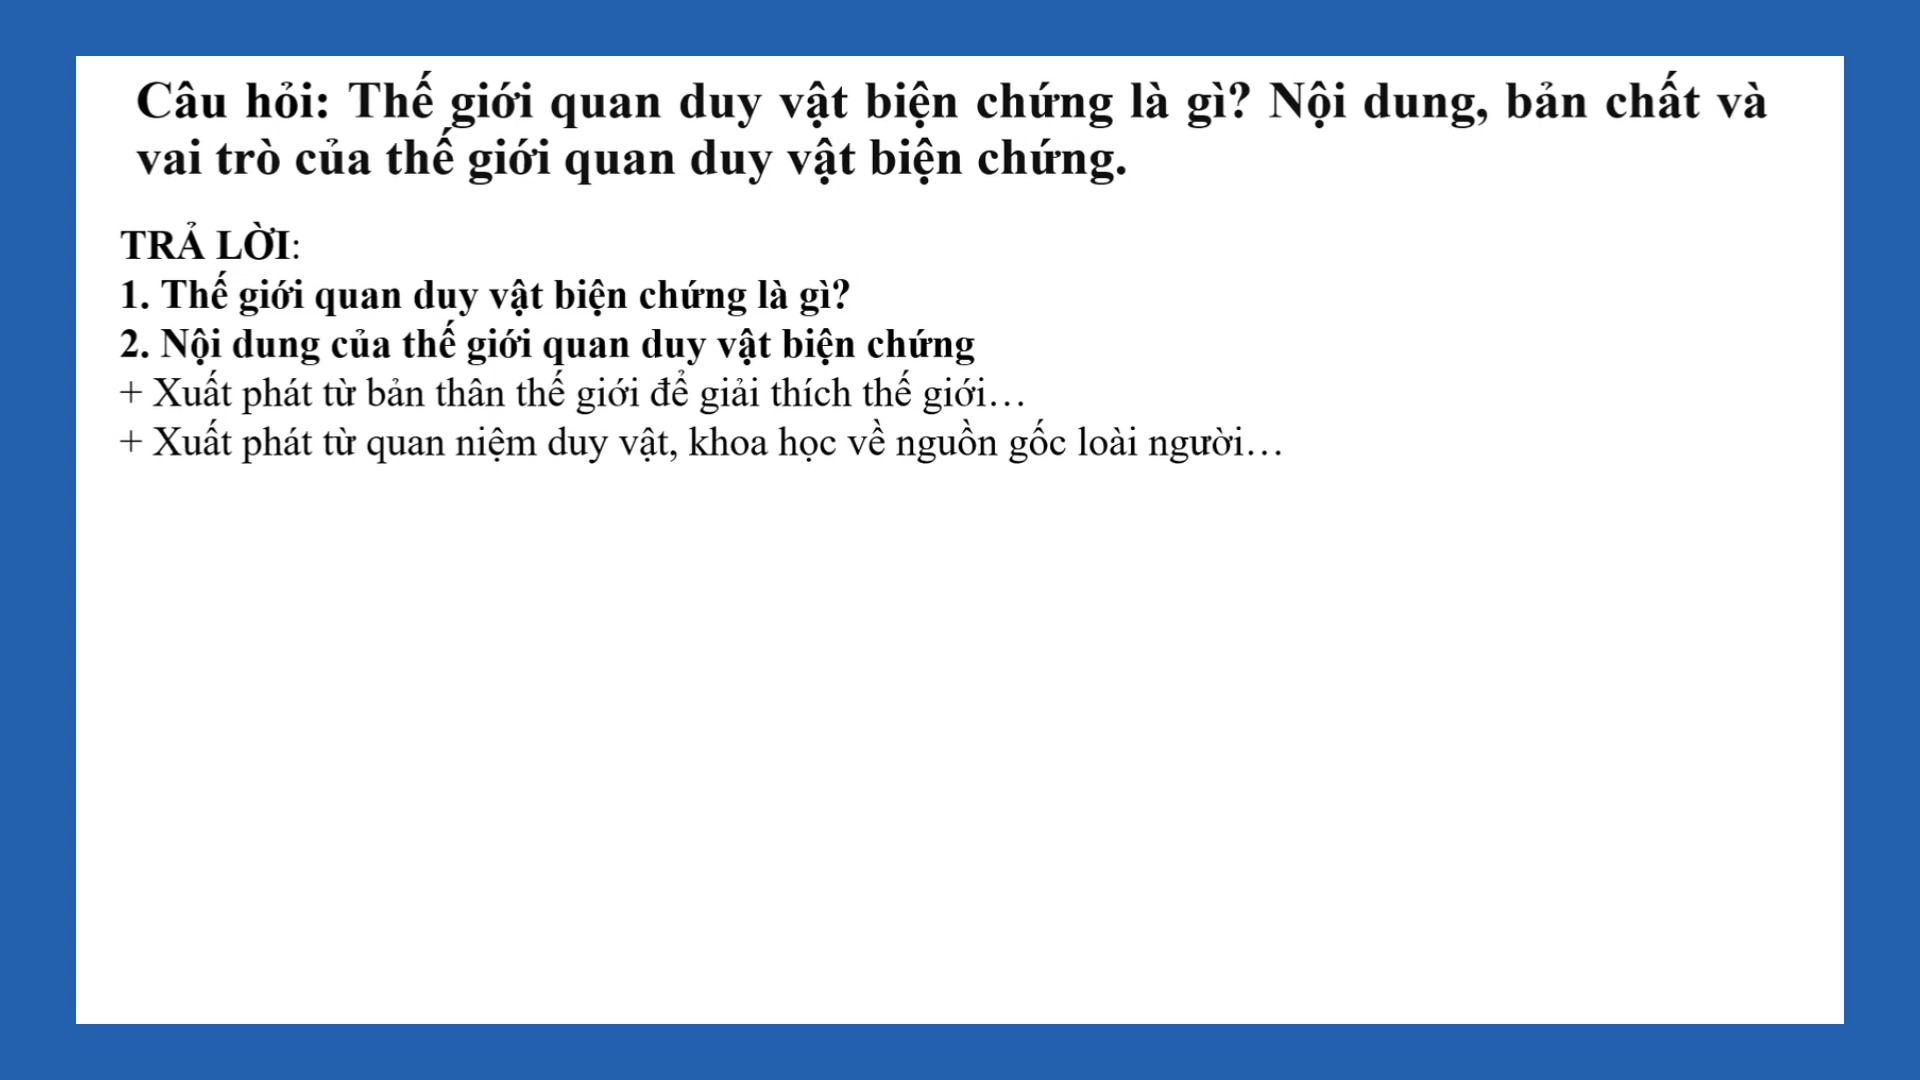 Câu hỏi: Thế giới quan duy vật biện chứng là gì? Nội dung, bản chất và
vai trò của thế giới quan duy vật biện chứng.
TRẢ LỜI:
1. Thế giới quan duy vật biện chứng là gì?
2. Nội dung của thế giới quan duy vật biện chứng
+ Xuất phát từ bản thân thế giới để giải thích thế giới…
+ Xuất phát từ quan niệm duy vật, khoa học về nguồn gốc loài người…